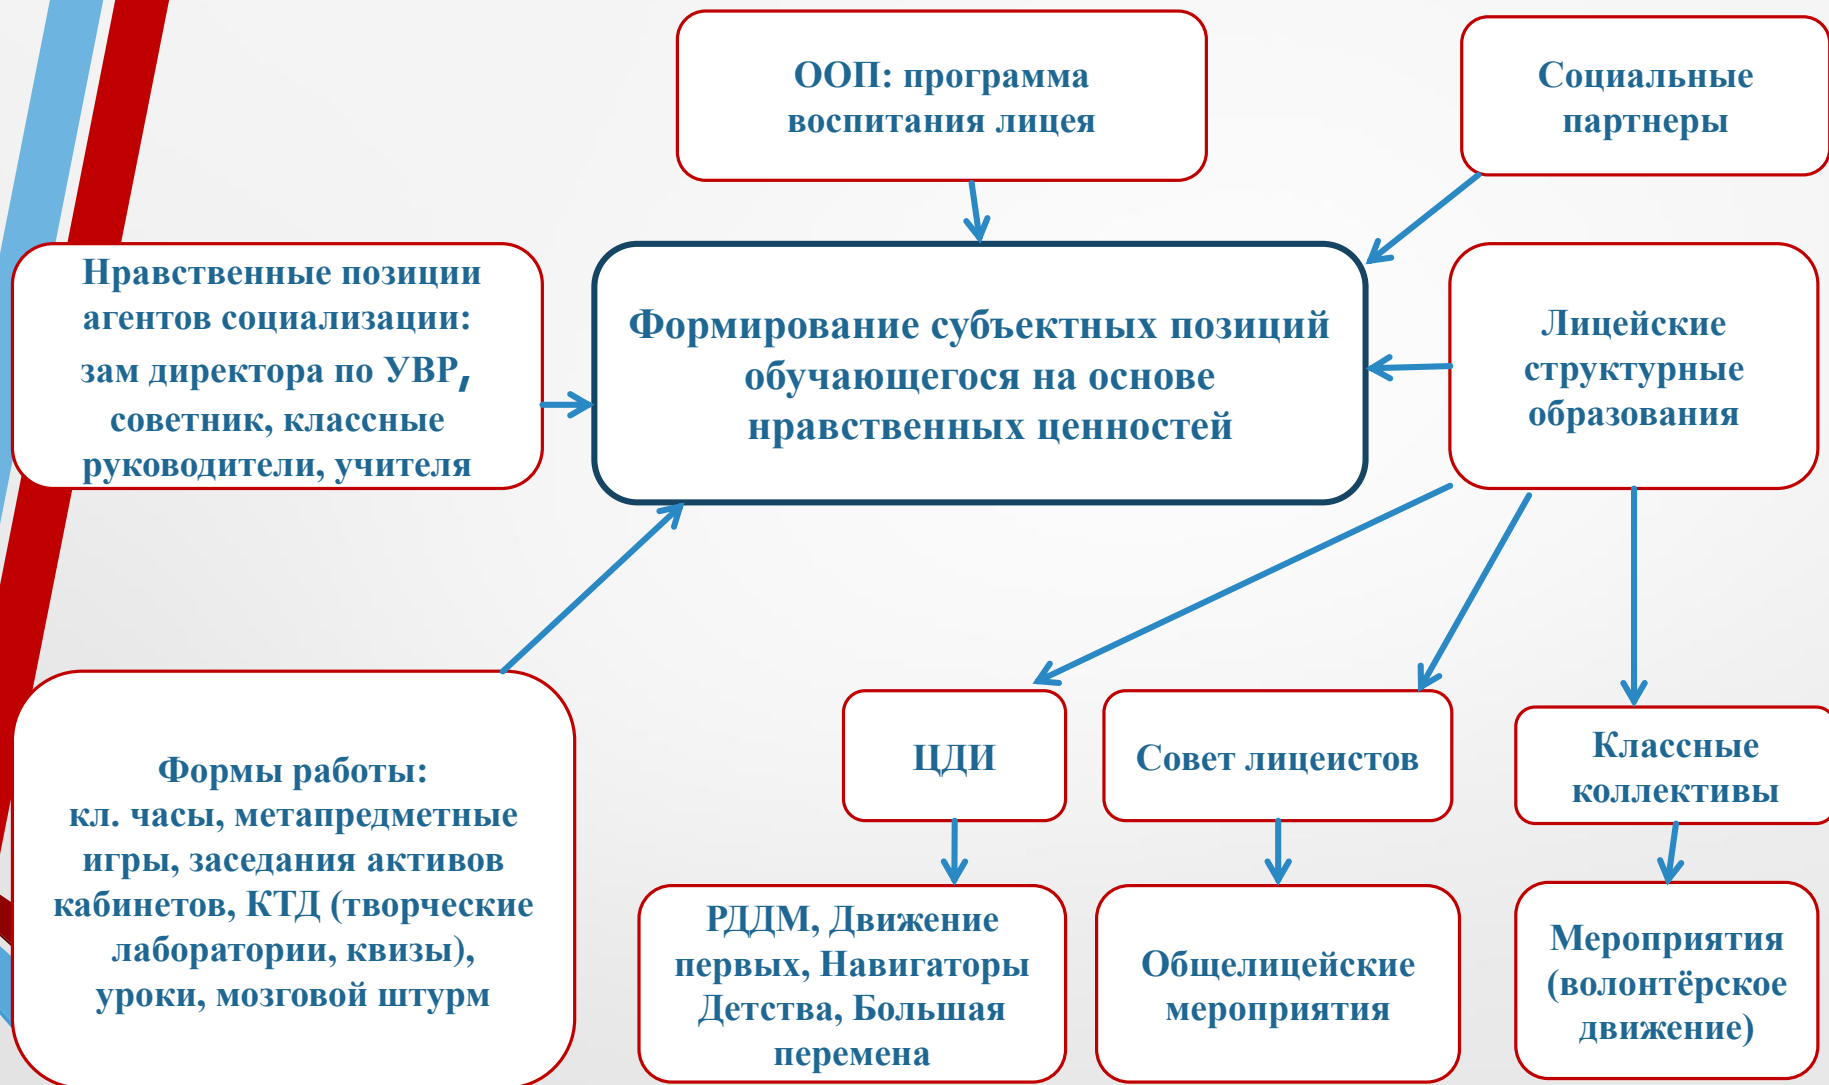 ООП: программа
воспитания лицея
Социальные
партнеры
Нравственные позиции
агентов социализации:
зам директора по УВР,
советник, классные
руководители, учителя
Формирование субъектных позиций
обучающегося на основе
нравственных ценностей
Лицейские
структурные
образования
Формы работы:
кл. часы, метапредметные
игры, заседания активов
кабинетов, КТД (творческие
лаборатории, квизы),
уроки, мозговой штурм
ЦДИ
Совет лицеистов
Классные
коллективы
РДДМ, Движение
первых, Навигаторы
Детства, Большая
перемена
Общелицейские
мероприятия
Мероприятия
(волонтёрское
движение)